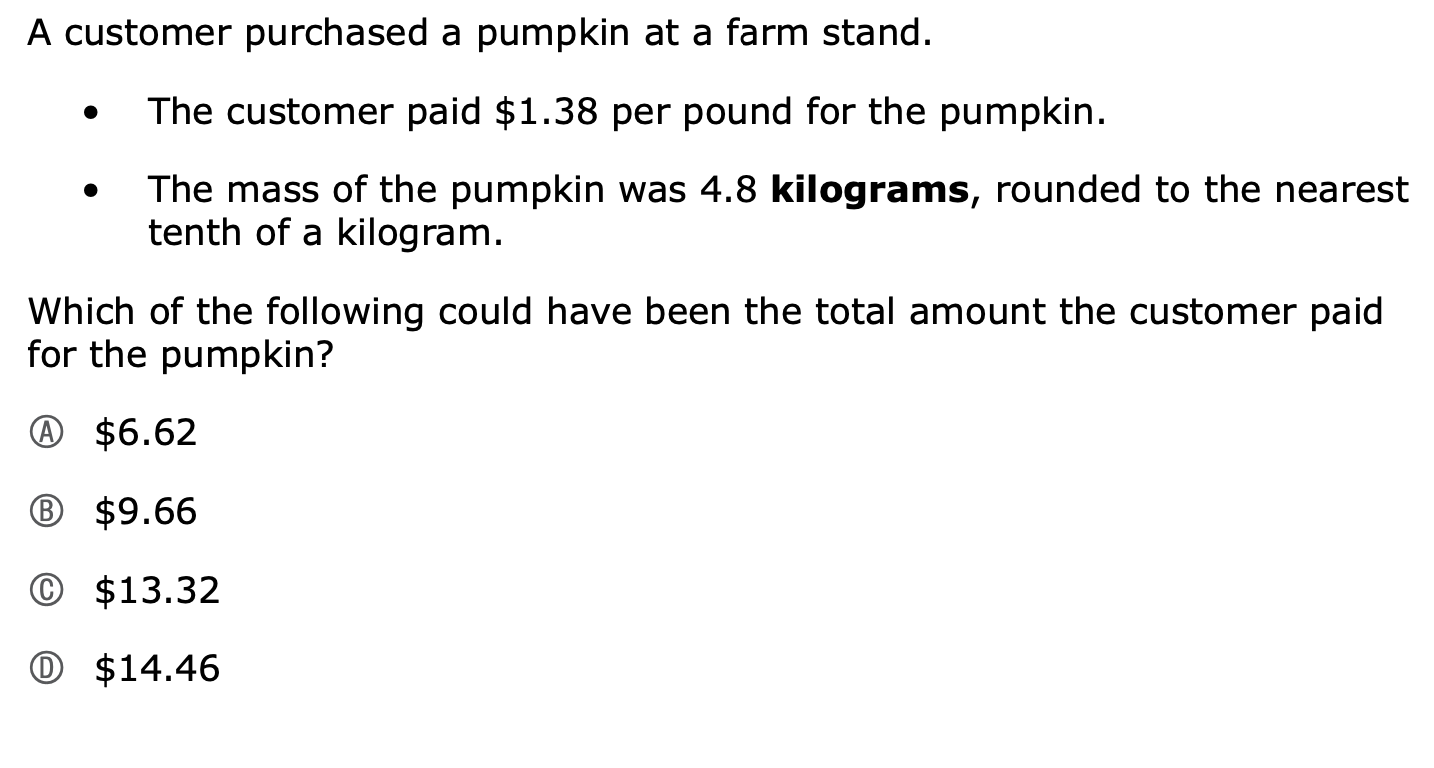 A customer purchased a pumpkin at a farm stand.
• The customer paid $1.38 per pound for the pumpkin.
• The mass of the pumpkin was 4.8 kilograms, rounded to the nearest
tenth of a kilogram.
Which of the following could have been the total amount the customer paid
for the pumpkin?
Ⓐ $6.62
Ⓑ $9.66
Ⓒ $13.32
Ⓓ $14.46